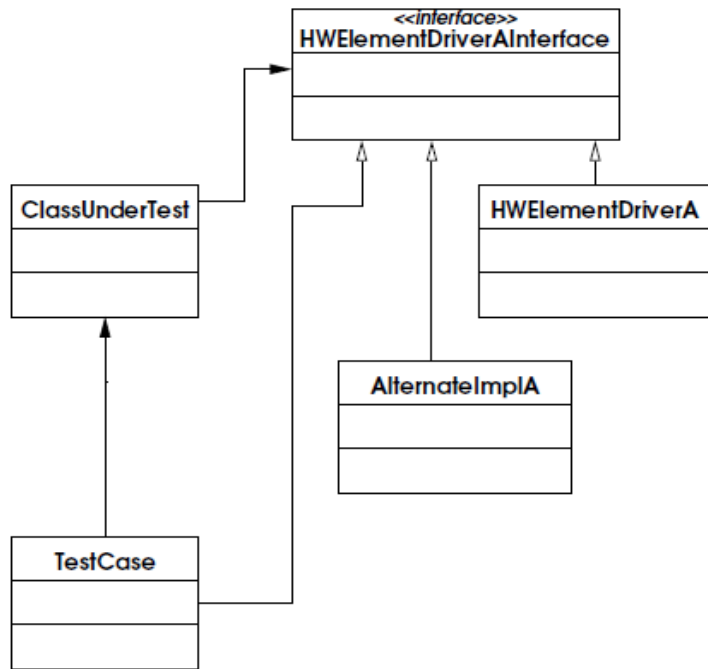 <<interface>>
HWElementDriverAInterface
ClassUnderTest
HWElementDriverA
AlternateImplA
TestCase